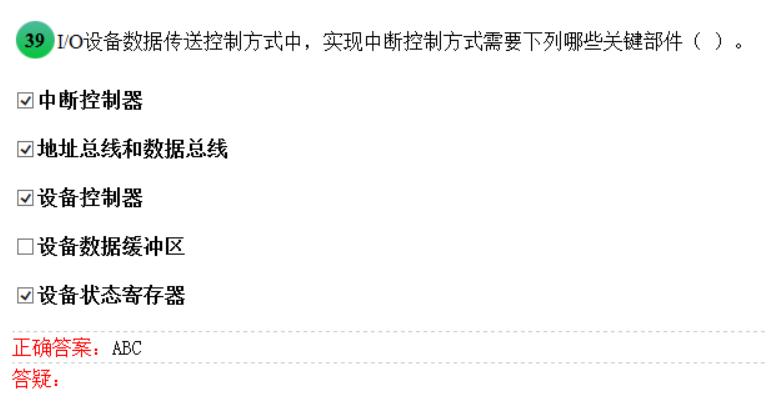 39 I/O设备数据传送控制方式中，实现中断控制方式需要下列哪些关键部件（ ）。
中断控制器
地址总线和数据总线
设备控制器
设备数据缓冲区
设备状态寄存器
正确答案：ABC
答疑：